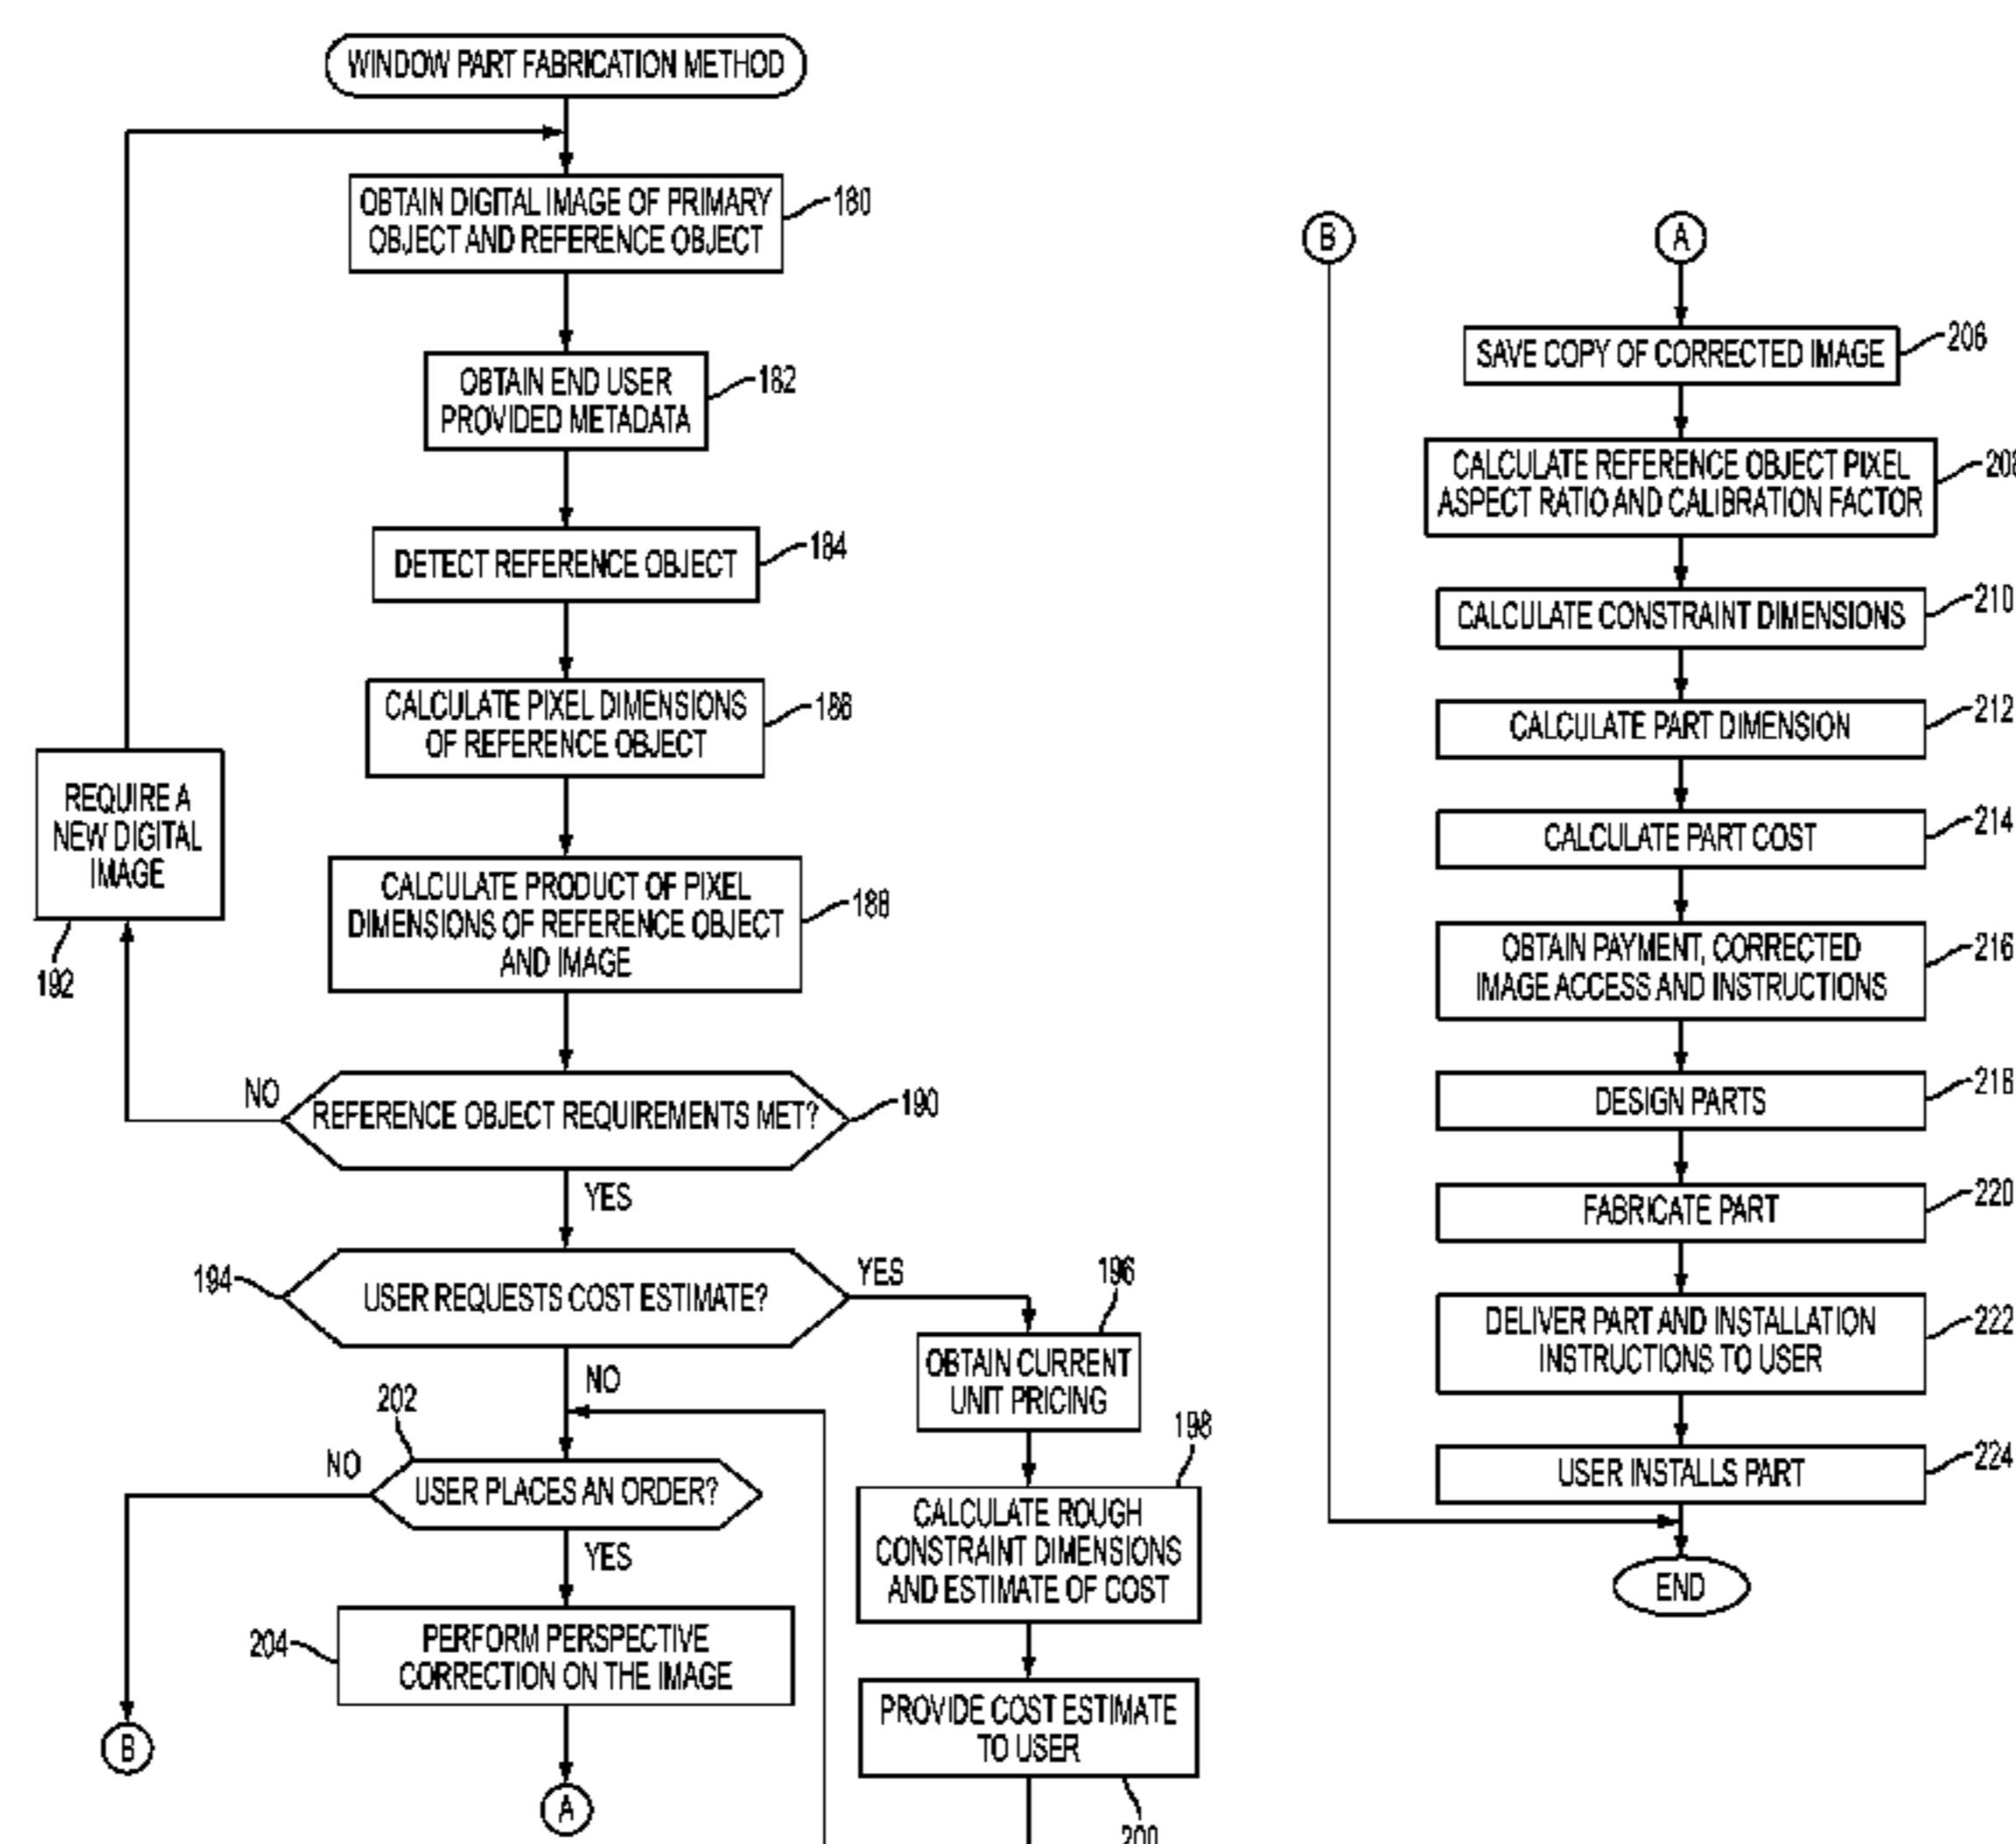 WINDOW PART FABRICATION METHOD
OBTAIN DIGITAL IMAGE OF PRIMARY
OBJECT AND REFERENCE OBJECT
180
OBTAIN END USER
PROVIDED METADATA
182
DETECT REFERENCE OBJECT
184
CALCULATE PIXEL DIMENSIONS
OF REFERENCE OBJECT
186
CALCULATE PRODUCT OF PIXEL
DIMENSIONS OF REFERENCE OBJECT
AND IMAGE
188
REQUIRE A
NEW DIGITAL
IMAGE
192
NO
REFERENCE OBJECT REQUIREMENTS MET?
190
YES
194
USER REQUESTS COST ESTIMATE?
YES
NO
196
OBTAIN CURRENT
UNIT PRICING
198
CALCULATE ROUGH
CONSTRAINT DIMENSIONS
AND ESTIMATE OF COST
PROVIDE COST ESTIMATE
TO USER
200
202
NO
USER PLACES AN ORDER?
YES
204
PERFORM PERSPECTIVE
CORRECTION ON THE IMAGE
B
A
B
A
SAVE COPY OF CORRECTED IMAGE
206
CALCULATE REFERENCE OBJECT PIXEL
ASPECT RATIO AND CALIBRATION FACTOR
208
CALCULATE CONSTRAINT DIMENSIONS
210
CALCULATE PART DIMENSION
212
CALCULATE PART COST
214
OBTAIN PAYMENT, CORRECTED
IMAGE ACCESS AND INSTRUCTIONS
216
DESIGN PARTS
218
FABRICATE PART
220
DELIVER PART AND INSTALLATION
INSTRUCTIONS TO USER
222
USER INSTALLS PART
224
END